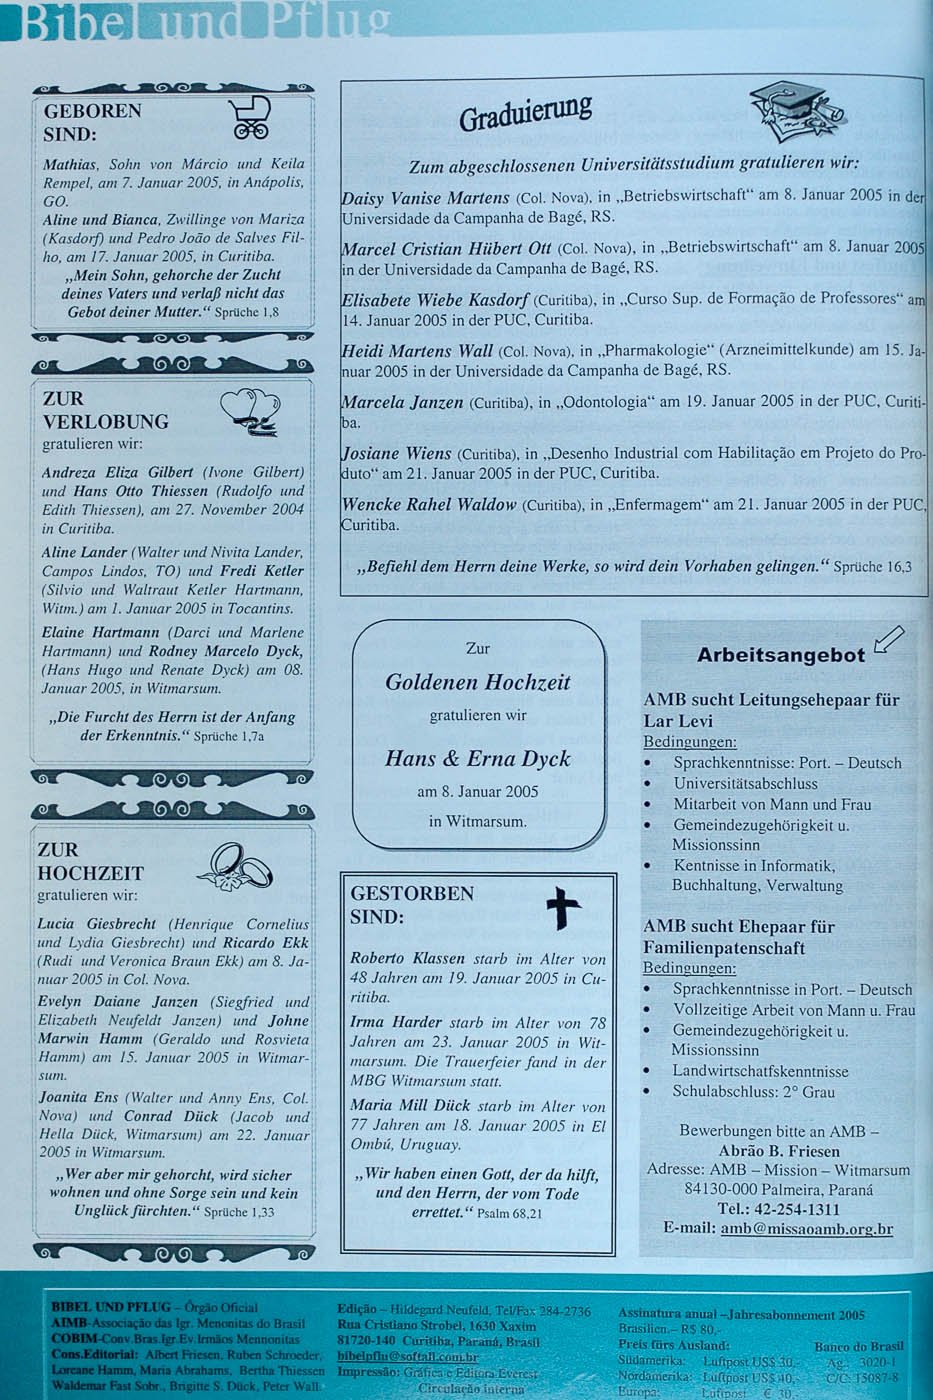 Bibel und Pflug
GEBOREN
SIND:
Mathias, Sohn von Márcio und Keila
Rempel, am 7. Januar 2005, in Anápolis,
GO.
Aline und Bianca, Zwillinge von Mariza
(Kasdorf) und Pedro João de Salves Fil-
ho, am 17. Januar 2005, in Curitiba.
„Mein Sohn, gehorche der Zucht
deines Vaters und verlaß nicht das
Gebot deiner Mutter.“ Sprüche 1,8
ZUR
VERLOBUNG
gratulieren wir:
Andreza Eliza Gilbert (Ivone Gilbert)
und Hans Otto Thiessen (Rudolfo und
Edith Thiessen), am 27. November 2004
in Curitiba.
Aline Lander (Walter und Nivita Lander,
Campos Lindos, TO) und Fredi Ketler
(Silvio und Waltraut Ketler Hartmann,
Witm.) am 1. Januar 2005 in Tocantins.
Elaine Hartmann (Darci und Marlene
Hartmann) und Rodney Marcelo Dyck,
(Hans Hugo und Renate Dyck) am 08.
Januar 2005, in Witmarsum.
„Die Furcht des Herrn ist der Anfang
der Erkenntnis.“ Sprüche 1,7a
ZUR
HOCHZEIT
gratulieren wir:
Lucia Giesbrecht (Henrique Cornelius
und Lydia Giesbrecht) und Ricardo Ekk
(Rudi und Veronica Braun Ekk) am 8. Ja-
nuar 2005 in Col. Nova.
Evelyn Daiane Janzen (Siegfried und
Elizabeth Neufeldt Janzen) und Johne
Marwin Hamm (Geraldo und Rosvieta
Hamm) am 15. Januar 2005 in Witmar-
sum.
Joanita Ens (Walter und Anny Ens, Col.
Nova) und Conrad Dück (Jacob und
Hella Dück, Witmarsum) am 22. Januar
2005 in Witmarsum.
„Wer aber mir gehorcht, wird sicher
wohnen und ohne Sorge sein und kein
Unglück fürchten.“ Sprüche 1,33
Graduierung
Zum abgeschlossenen Universitätsstudium gratulieren wir:
Daisy Vanise Martens (Col. Nova), in „Betriebswirtschaft“ am 8. Januar 2005 in der
Universidade da Campanha de Bagé, RS.
Marcel Cristian Hübert Ott (Col. Nova), in „Betriebswirtschaft“ am 8. Januar 2005
in der Universidade da Campanha de Bagé, RS.
Elisabete Wiebe Kasdorf (Curitiba), in „Curso Sup. de Formação de Professores“ am
14. Januar 2005 in der PUC, Curitiba.
Heidi Martens Wall (Col. Nova), in „Pharmakologie“ (Arzneimittelkunde) am 15. Ja-
nuar 2005 in der Universidade da Campanha de Bagé, RS.
Marcela Janzen (Curitiba), in „Odontologia“ am 19. Januar 2005 in der PUC, Curiti-
ba.
Josiane Wiens (Curitiba), in „Desenho Industrial com Habilitação em Projeto do Pro-
duto“ am 21. Januar 2005 in der PUC, Curitiba.
Wencke Rahel Waldow (Curitiba), in „Enfermagem“ am 21. Januar 2005 in der PUC,
Curitiba.
„Befiehl dem Herrn deine Werke, so wird dein Vorhaben gelingen.“ Sprüche 16,3
Zur
Goldenen Hochzeit
gratulieren wir
Hans & Erna Dyck
am 8. Januar 2005
in Witmarsum.
GESTORBEN
SIND:
Roberto Klassen starb im Alter von
48 Jahren am 19. Januar 2005 in Cu-
ritiba.
Irma Harder starb im Alter von 78
Jahren am 23. Januar 2005 in Wit-
marsum. Die Trauerfeier fand in der
MBG Witmarsum statt.
Maria Mill Dück starb im Alter von
77 Jahren am 18. Januar 2005 in El
Ombú, Uruguay.
„Wir haben einen Gott, der da hilft,
und den Herrn, der vom Tode
errettet.“ Psalm 68,21
Arbeitsangebot
AMB sucht Leitungsehepaar für
Lar Levi
Bedingungen:
• Sprachkenntnisse: Port. – Deutsch
• Universitätsabschluss
• Mitarbeit von Mann und Frau
• Gemeindezugehörigkeit u.
Missionssinn
• Kentnisse in Informatik,
Buchhaltung, Verwaltung
AMB sucht Ehepaar für
Familienpatenschaft
Bedingungen:
• Sprachkenntnisse in Port. – Deutsch
• Vollzeitige Arbeit von Mann u. Frau
• Gemeindezugehörigkeit u.
Missionssinn
• Landwirtschatfskenntnisse
• Schulabschluss: 2° Grau
Bewerbungen bitte an AMB –
Abrão B. Friesen
Adresse: AMB – Mission – Witmarsum
84130-000 Palmeira, Paraná
Tel.: 42-254-1311
E-mail: amb@missaoamb.org.br
BIBEL UND PFLUG – Órgão Oficial
AIMB-Associação das Igr. Menonitas do Brasil
COBIM-Conv.Bras.Igr.Ev.Irmãos Mennonitas
Cons.Editorial: Albert Friesen, Ruben Schroeder,
Loreane Hamm, Maria Abrahams, Bertha Thiessen
Waldemar Fast Sobr., Brigitte S. Dück, Peter Wall
Edição – Hildegard Neufeld, Tel/Fax 284-2736
Rua Cristiano Strobel, 1630 Xaxim
81720-140 Curitiba, Paraná, Brasil
bibelpflu@softall.com.br
Impressão: Gráfica e Editora Everest
Circulação interna
Assinatura anual –Jahresabonnement 2005
Brasilien.– R$ 80,-
Preis fürs Ausland: Banco do Brasil
Südamerika: Luftpost US$ 30,- Ag. 3020-1
Nordamerika: Luftpost US$ 40,- C/C: 15087-8
Europa: Luftpost € 30,-